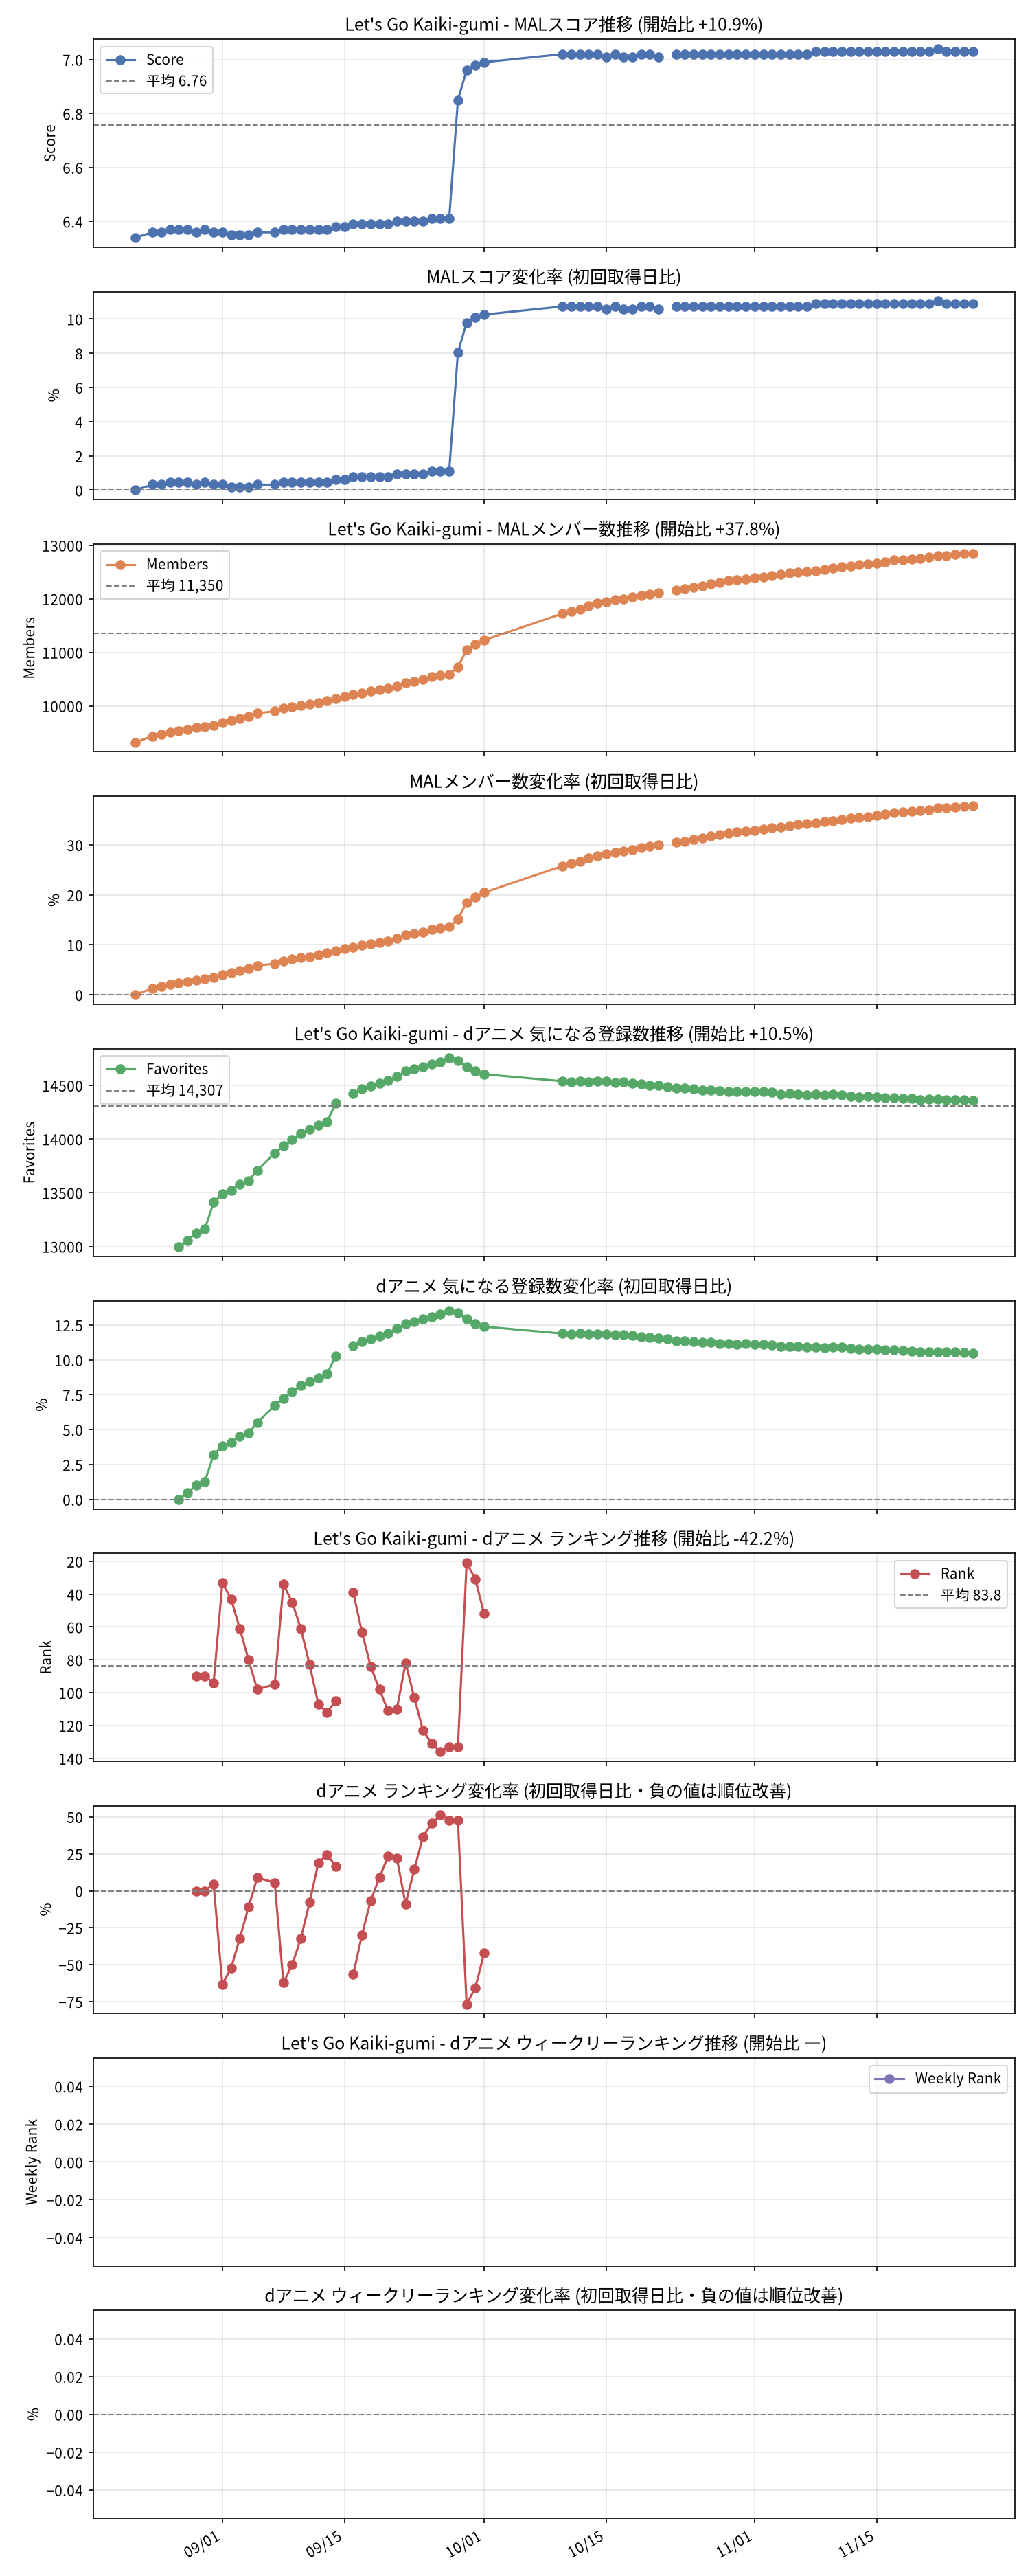 Let's Go Kaiki-gumi - MALスコア推移 (開始比 +10.9%)
Score
平均 6.76
7.0
6.8
6.6
6.4
Score
MALスコア変化率 (初回取得日比)
10
8
6
4
2
0
%
Let's Go Kaiki-gumi - MALメンバー数推移 (開始比 +37.8%)
Members
平均 11,350
13000
12000
11000
10000
Members
MALメンバー数変化率 (初回取得日比)
30
20
10
0
%
Let's Go Kaiki-gumi - dアニメ 気になる登録数推移 (開始比 +10.5%)
Favorites
平均 14,307
14500
14000
13500
13000
Favorites
dアニメ 気になる登録数変化率 (初回取得日比)
12.5
10.0
7.5
5.0
2.5
0.0
%
Let's Go Kaiki-gumi - dアニメ ランキング推移 (開始比 -42.2%)
Rank
平均 83.8
20
40
60
80
100
120
140
Rank
dアニメ ランキング変化率 (初回取得日比・負の値は順位改善)
50
25
0
−25
−50
−75
%
Let's Go Kaiki-gumi - dアニメ ウィークリーランキング推移 (開始比 —)
Weekly Rank
0.04
0.02
0.00
−0.02
−0.04
Weekly Rank
dアニメ ウィークリーランキング変化率 (初回取得日比・負の値は順位改善)
0.04
0.02
0.00
−0.02
−0.04
%
09/01
09/15
10/01
10/15
11/01
11/15